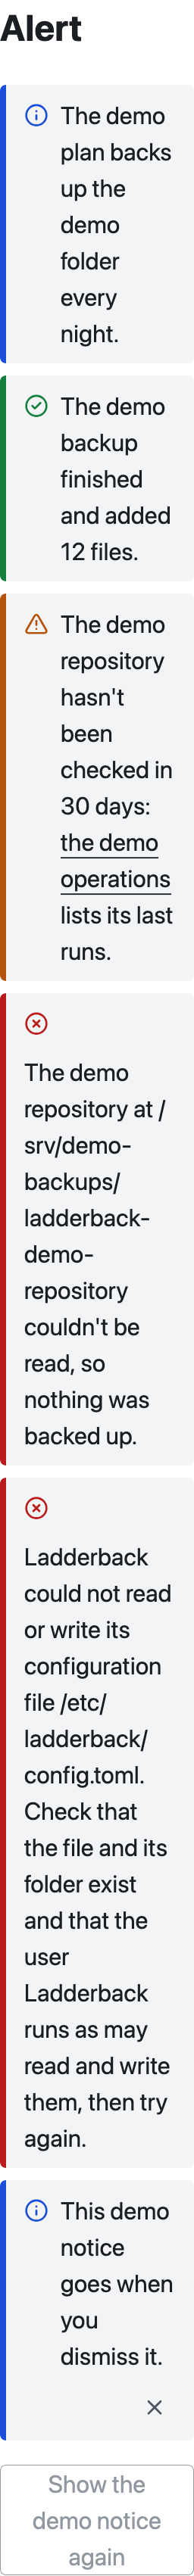 Alert
The demo
plan backs
up the
demo
folder
every
night.
The demo
backup
finished
and added
12 files.
The demo
repository
hasn't
been
checked in
30 days:
the demo
operations
lists its last
runs.
The demo
repository at /
srv/demo-
backups/
ladderback-
demo-
repository
couldn't be
read, so
nothing was
backed up.
Ladderback
could not read
or write its
configuration
file /etc/
ladderback/
config.toml.
Check that
the file and its
folder exist
and that the
user
Ladderback
runs as may
read and write
them, then try
again.
This demo
notice
goes when
you
dismiss it.
Show the
demo notice
again